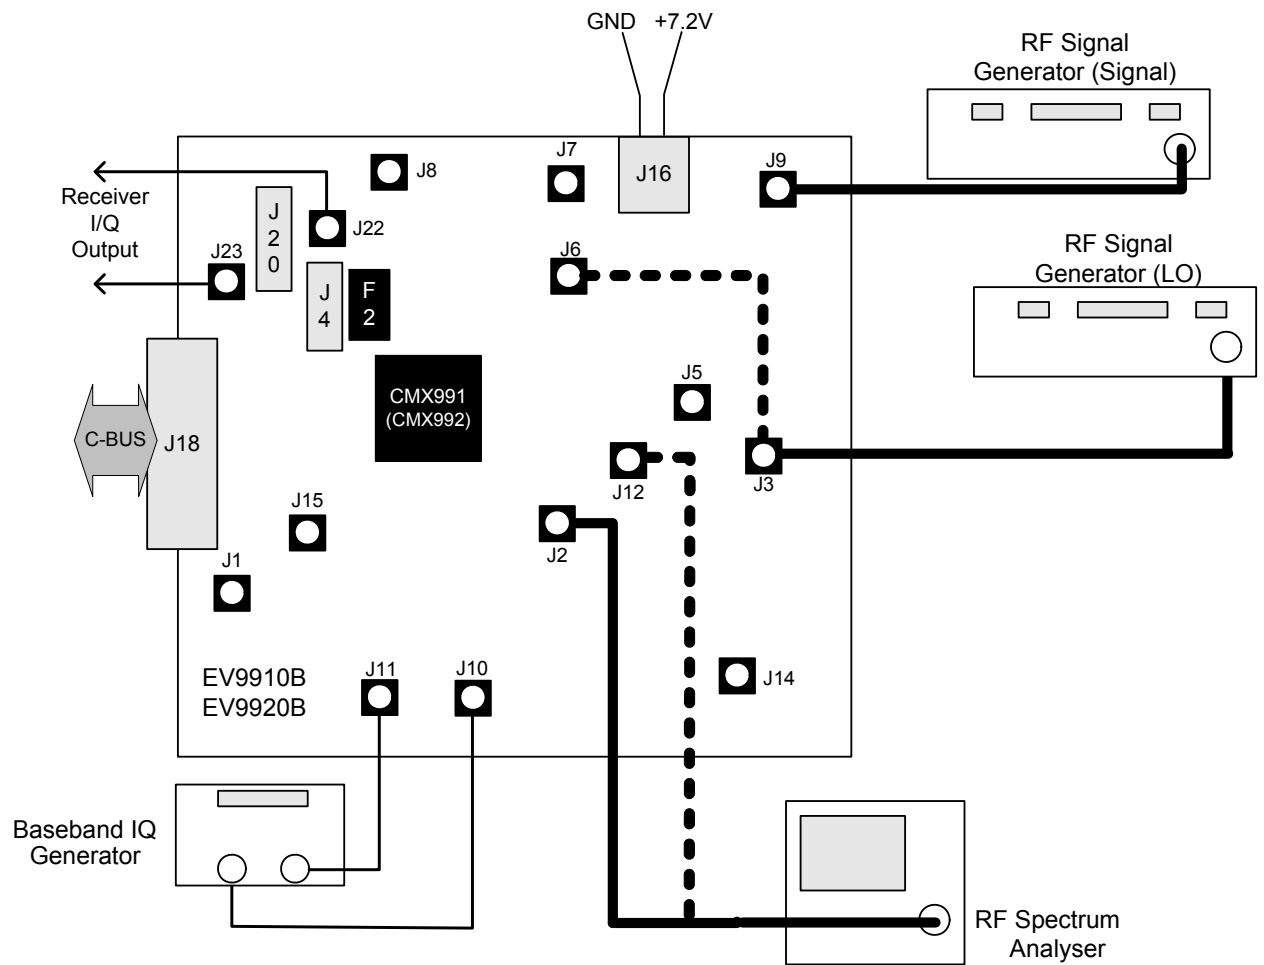 GND +7.2V
RF Signal
Generator (Signal)
J7
J16
J9
J8
Receiver
I/Q
Output
J
2
0
J22
J23
J6
RF Signal
Generator (LO)
J
4
F
2
J5
CMX991
(CMX992)
C-BUS
J18
J12
J3
J15
J2
J1
EV9910B
EV9920B
J11
J10
J14
Baseband IQ
Generator
RF Spectrum
Analyser